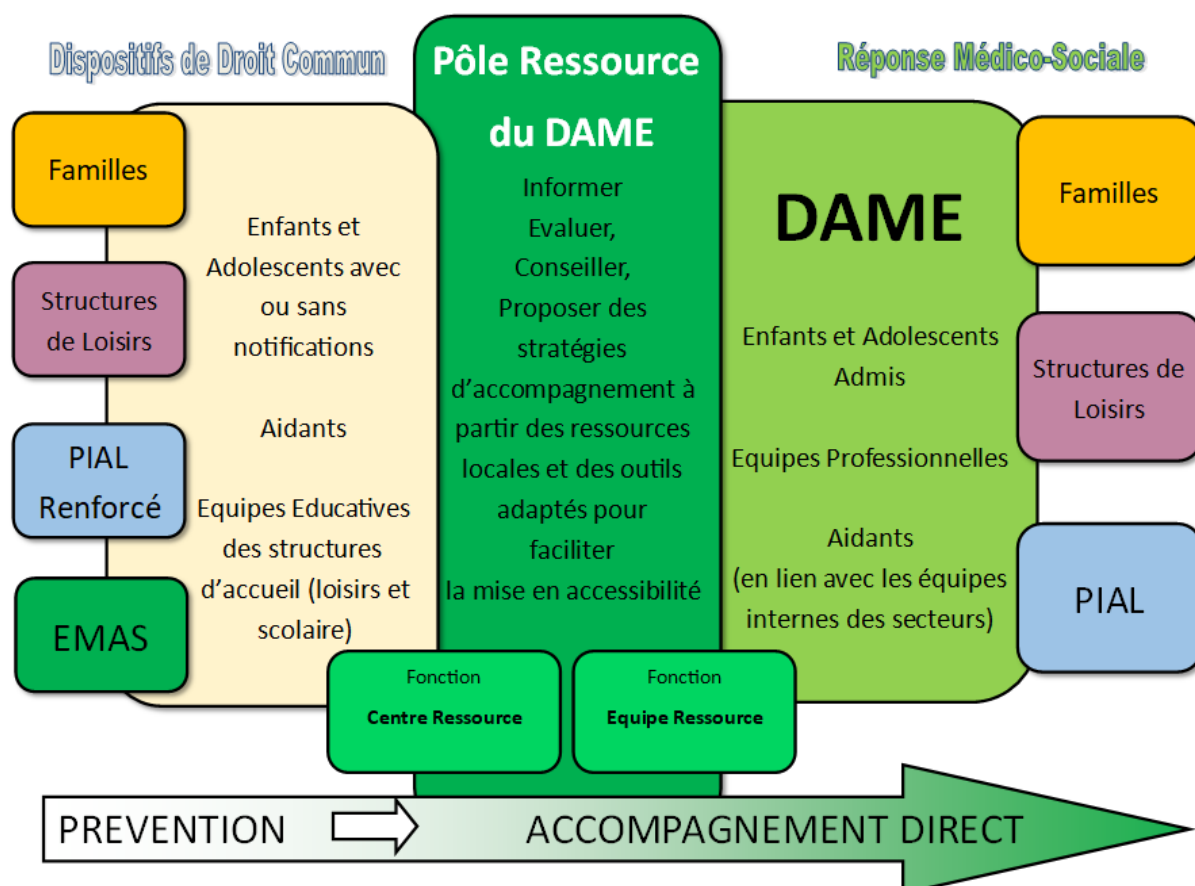 Dispositifs de Droit Commun
Familles
Structures
de Loisirs
PIAL
Renforcé
EMAS
Enfants et
Adolescents avec
ou sans
notifications
Aidants
Equipes Educatives
des structures
d'accueil (loisirs et
scolaire)
Pôle Ressource
du DAME
Informer
Evaluer,
Conseiller,
Proposer des
stratégies
d'accompagnement à
partir des ressources
locales et des outils
adaptés pour
faciliter
la mise en accessibilité
Fonction
Centre Ressource
Fonction
Equipe Ressource
Réponse Médico-Sociale
DAME
Enfants et Adolescents
Admis
Equipes Professionnelles
Aidants
(en lien avec les équipes
internes des secteurs)
Familles
Structures de
Loisirs
PIAL
PREVENTION
ACCOMPAGNEMENT DIRECT